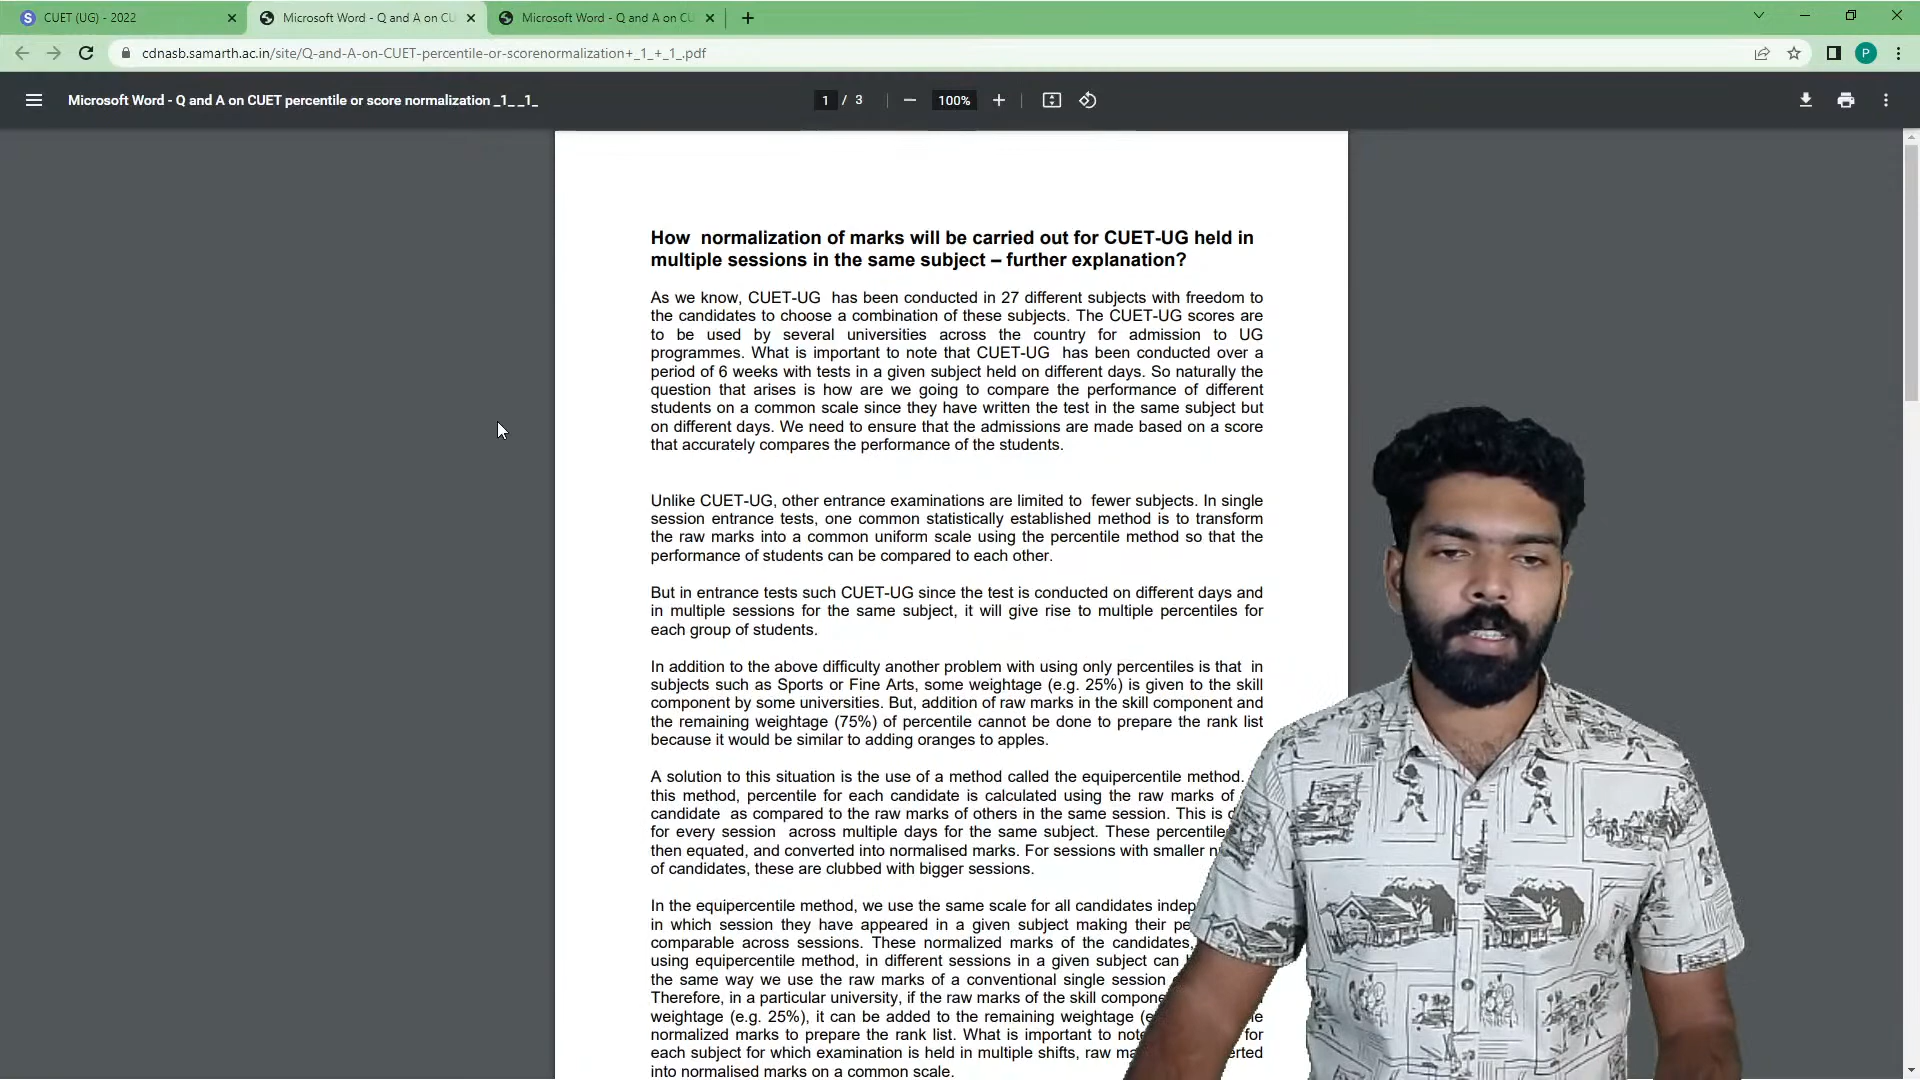 CUET (UG) - 2022
Microsoft Word - Q and A on CU
Microsoft Word - Q and A on CU
cdnasb.samarth.ac.in/site/Q-and-A-on-CUET-percentile-or-scorenormalization+_1_+_1_.pdf
P
Microsoft Word - Q and A on CUET percentile or score normalization _1_ _1_
1 / 3
100%
How normalization of marks will be carried out for CUET-UG held in
multiple sessions in the same subject – further explanation?
As we know, CUET-UG has been conducted in 27 different subjects with freedom to
the candidates to choose a combination of these subjects. The CUET-UG scores are
to be used by several universities across the country for admission to UG
programmes. What is important to note that CUET-UG has been conducted over a
period of 6 weeks with tests in a given subject held on different days. So naturally the
question that arises is how are we going to compare the performance of different
students on a common scale since they have written the test in the same subject but
on different days. We need to ensure that the admissions are made based on a score
that accurately compares the performance of the students.
Unlike CUET-UG, other entrance examinations are limited to fewer subjects. In single
session entrance tests, one common statistically established method is to transform
the raw marks into a common uniform scale using the percentile method so that the
performance of students can be compared to each other.
But in entrance tests such CUET-UG since the test is conducted on different days and
in multiple sessions for the same subject, it will give rise to multiple percentiles for
each group of students.
In addition to the above difficulty another problem with using only percentiles is that in
subjects such as Sports or Fine Arts, some weightage (e.g. 25%) is given to the skill
component by some universities. But, addition of raw marks in the skill component and
the remaining weightage (75%) of percentile cannot be done to prepare the rank list
because it would be similar to adding oranges to apples.
A solution to this situation is the use of a method called the equipercentile method.
this method, percentile for each candidate is calculated using the raw marks of
candidate as compared to the raw marks of others in the same session. This is
for every session across multiple days for the same subject. These percentile
then equated, and converted into normalised marks. For sessions with smaller
of candidates, these are clubbed with bigger sessions.
In the equipercentile method, we use the same scale for all candidates
in which session they have appeared in a given subject making their
comparable across sessions. These normalized marks of the candidates,
using equipercentile method, in different sessions in a given subject can
the same way we use the raw marks of a conventional single session
Therefore, in a particular university, if the raw marks of the skill
weightage (e.g. 25%), it can be added to the remaining weightage
normalized marks to prepare the rank list. What is important to note for
each subject for which examination is held in multiple shifts, raw
into normalised marks on a common scale.